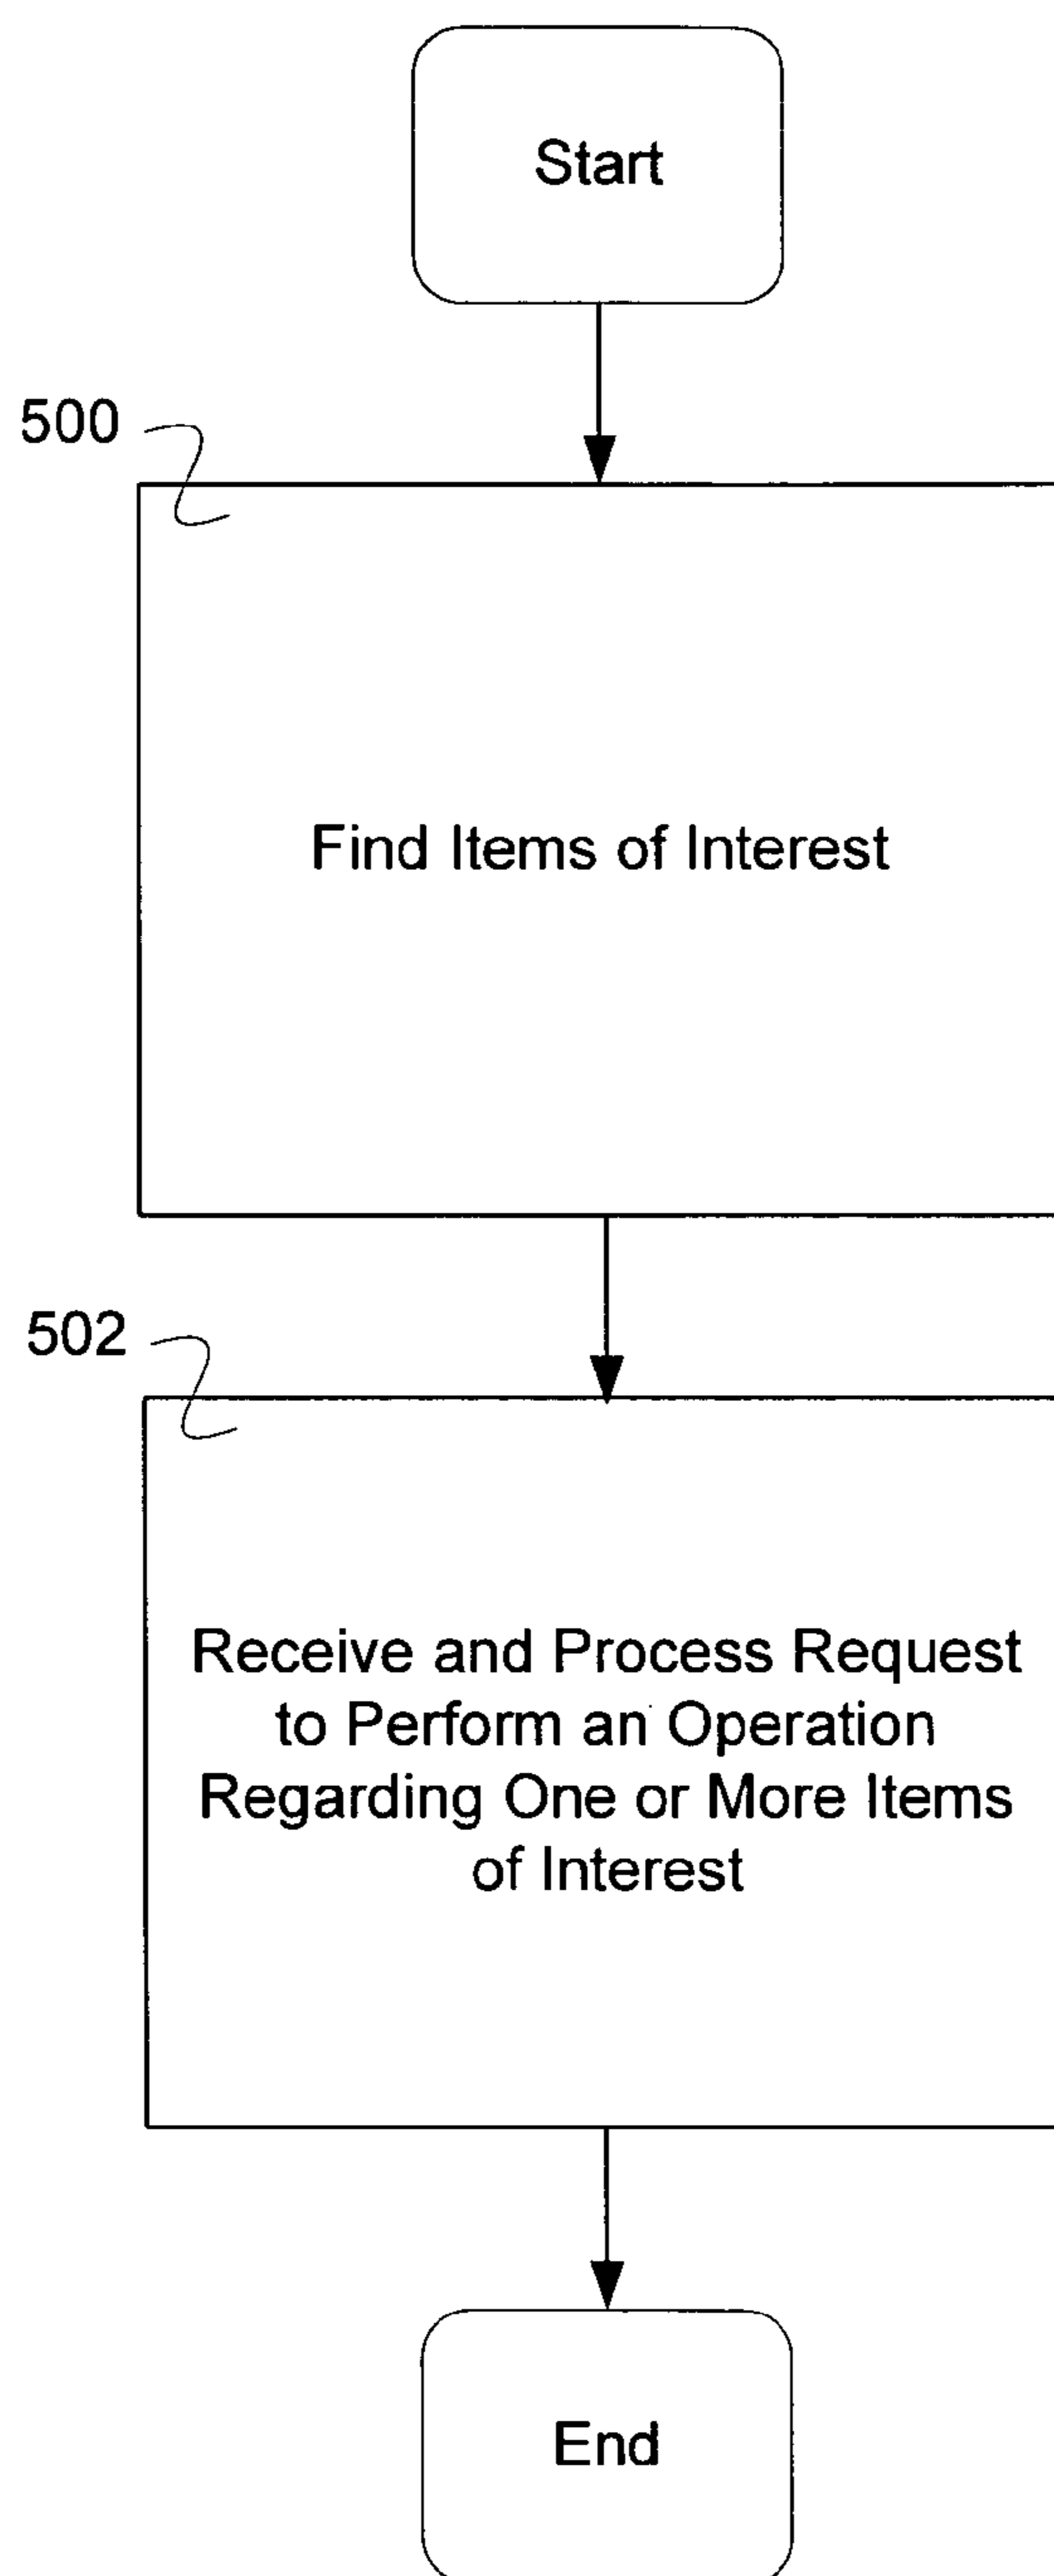 Start
500
Find Items of Interest
502
Receive and Process Request
to Perform an Operation
Regarding One or More Items
of Interest
End